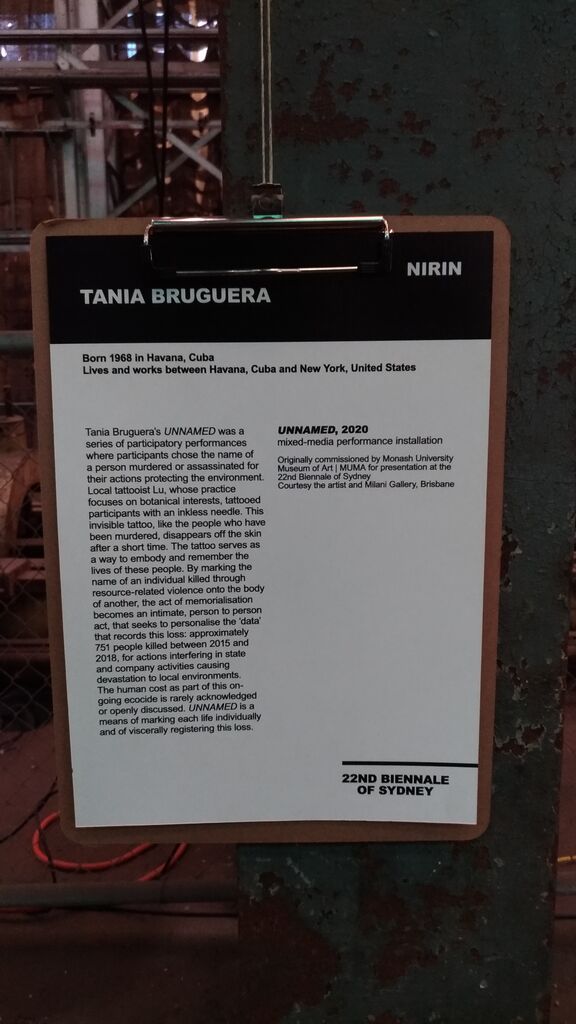 NIRIN
TANIA BRUGUERA
Born 1968 in Havana, Cuba
Lives and works between Havana, Cuba and New York, United States
Tania Bruguera's UNNAMED was a
series of participatory performances
where participants chose the name of
a person murdered or assassinated for
their actions protecting the environment.
Local tattooist Lu, whose practice
focuses on botanical interests, tattooed
participants with an inkless needle. This
invisible tattoo, like the people who have
been murdered, disappears off the skin
after a short time. The tattoo serves as
a way to embody and remember the
lives of these people. By marking the
name of an individual killed through
resource-related violence onto the body
of another, the act of memorialisation
becomes an intimate, person to person
act, that seeks to personalise the 'data'
that records this loss: approximately
751 people killed between 2015 and
2018, for actions interfering in state
and company activities causing
devastation to local environments.
The human cost as part of this on-
going ecocide is rarely acknowledged
or openly discussed. UNNAMED is a
means of marking each life individually
and of viscerally registering this loss.
UNNAMED, 2020
mixed-media performance installation
Originally commissioned by Monash University
Museum of Art | MUMA for presentation at the
22nd Biennale of Sydney
Courtesy the artist and Milani Gallery, Brisbane
22ND BIENNALE
OF SYDNEY